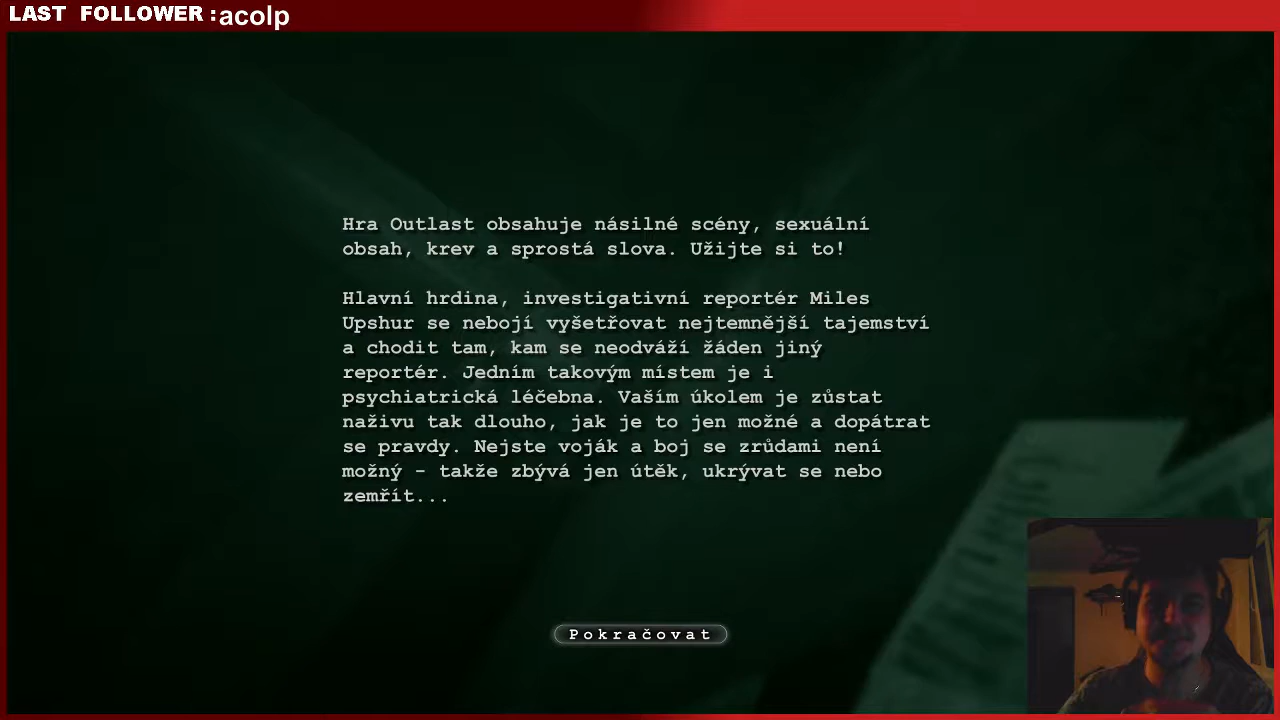 LAST FOLLOWER :acolp
Hra Outlast obsahuje násilné scény, sexuální
obsah, krev a sprostá slova. Užijte si to!
Hlavní hrdina, investigativní reportér Miles
Upshur se nebojí vyšetřovat nejtemnější tajemství
a chodit tam, kam se neodváží žáden jiný
reportér. Jedním takovým místem je i
psychiatrická léčebna. Vaším úkolem je zůstat
naživu tak dlouho, jak je to jen možné a dopátrat
se pravdy. Nejste voják a boj se zrůdami není
možný - takže zbývá jen útěk, ukrývat se nebo
zemřít...
Pokračovat